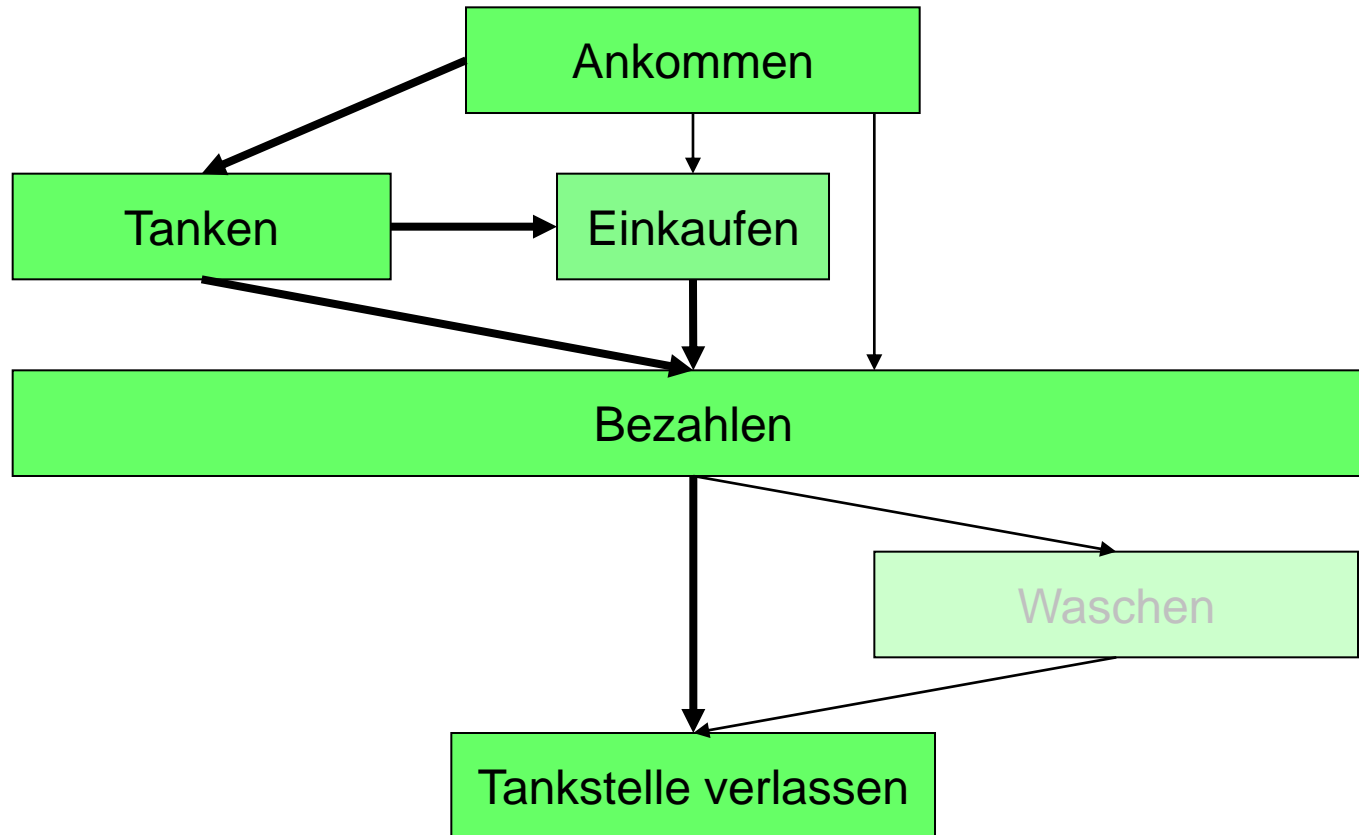 Ankommen
Tanken
Einkaufen
Bezahlen
Waschen
Tankstelle verlassen